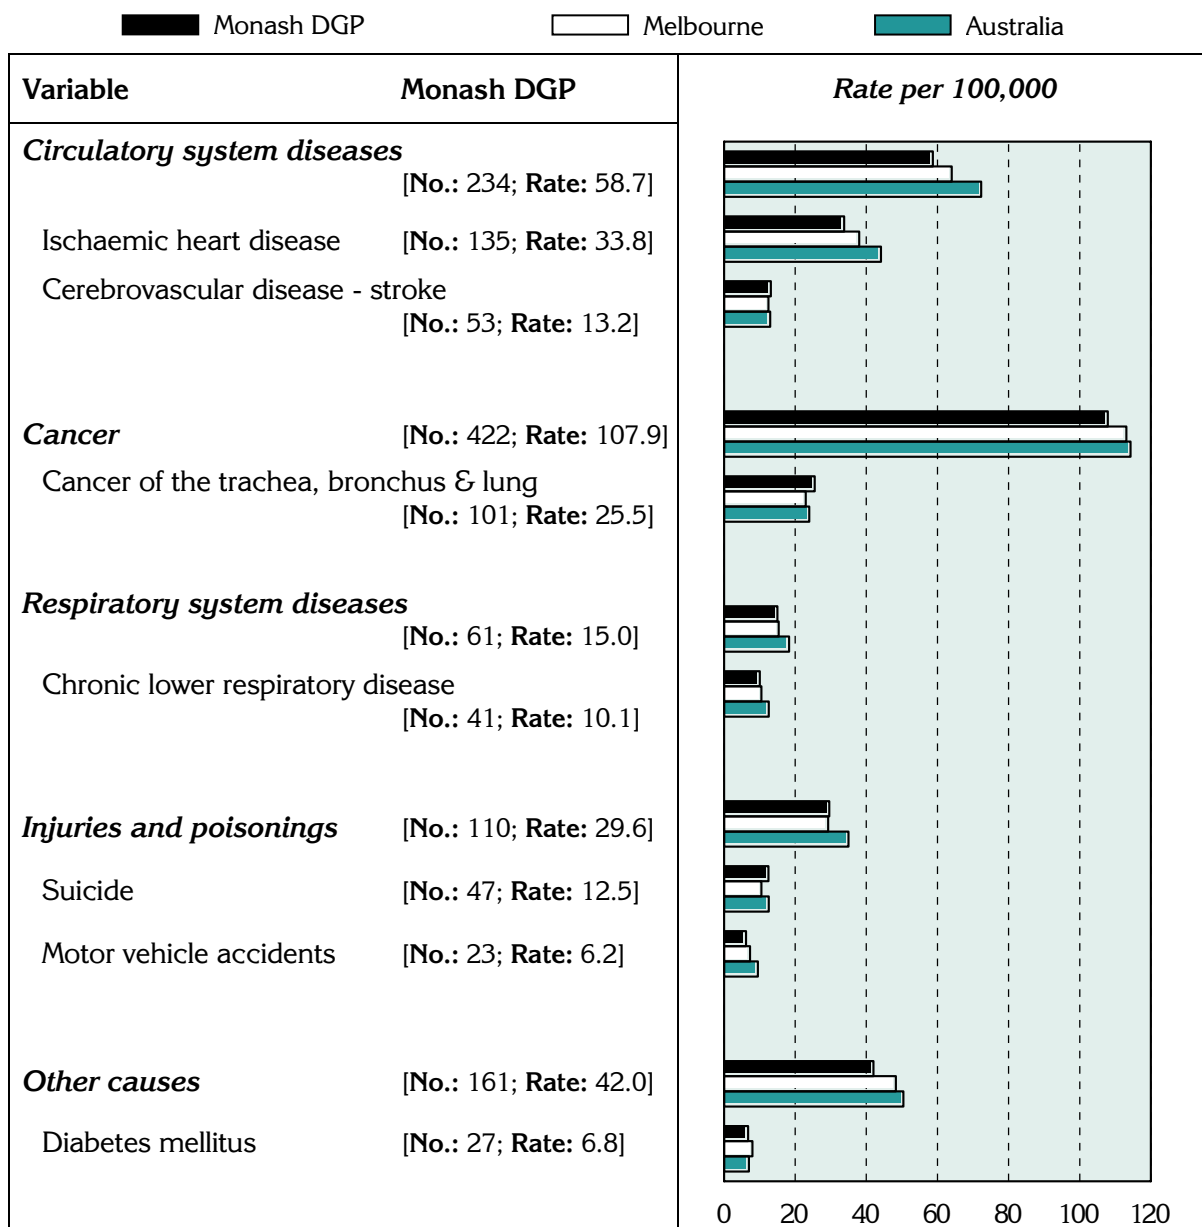 Monash DGP Melbourne Australia
Variable Monash DGP Rate per 100,000
Circulatory system diseases
[No.: 234; Rate: 58.7]
Ischaemic heart disease [No.: 135; Rate: 33.8]
Cerebrovascular disease - stroke
[No.: 53; Rate: 13.2]
Cancer [No.: 422; Rate: 107.9]
Cancer of the trachea, bronchus & lung
[No.: 101; Rate: 25.5]
Respiratory system diseases
[No.: 61; Rate: 15.0]
Chronic lower respiratory disease
[No.: 41; Rate: 10.1]
Injuries and poisonings [No.: 110; Rate: 29.6]
Suicide [No.: 47; Rate: 12.5]
Motor vehicle accidents [No.: 23; Rate: 6.2]
Other causes [No.: 161; Rate: 42.0]
Diabetes mellitus [No.: 27; Rate: 6.8]
0 20 40 60 80 100 120